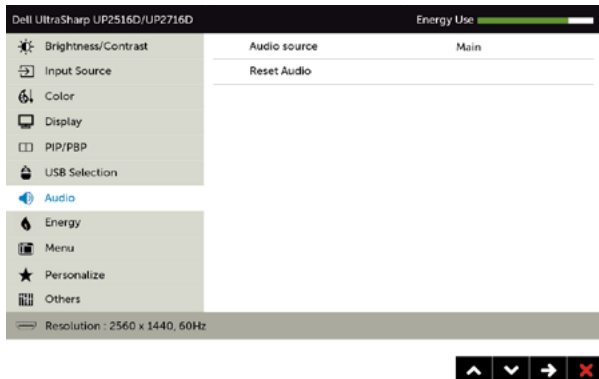 Dell UltraSharp UP2516D/UP2716D Energy Use
Brightness/Contrast Audio source Main
Input Source Reset Audio
Color
Display
PIP/PBP
USB Selection
Audio
Energy
Menu
Personalize
Others
Resolution : 2560 x 1440, 60Hz